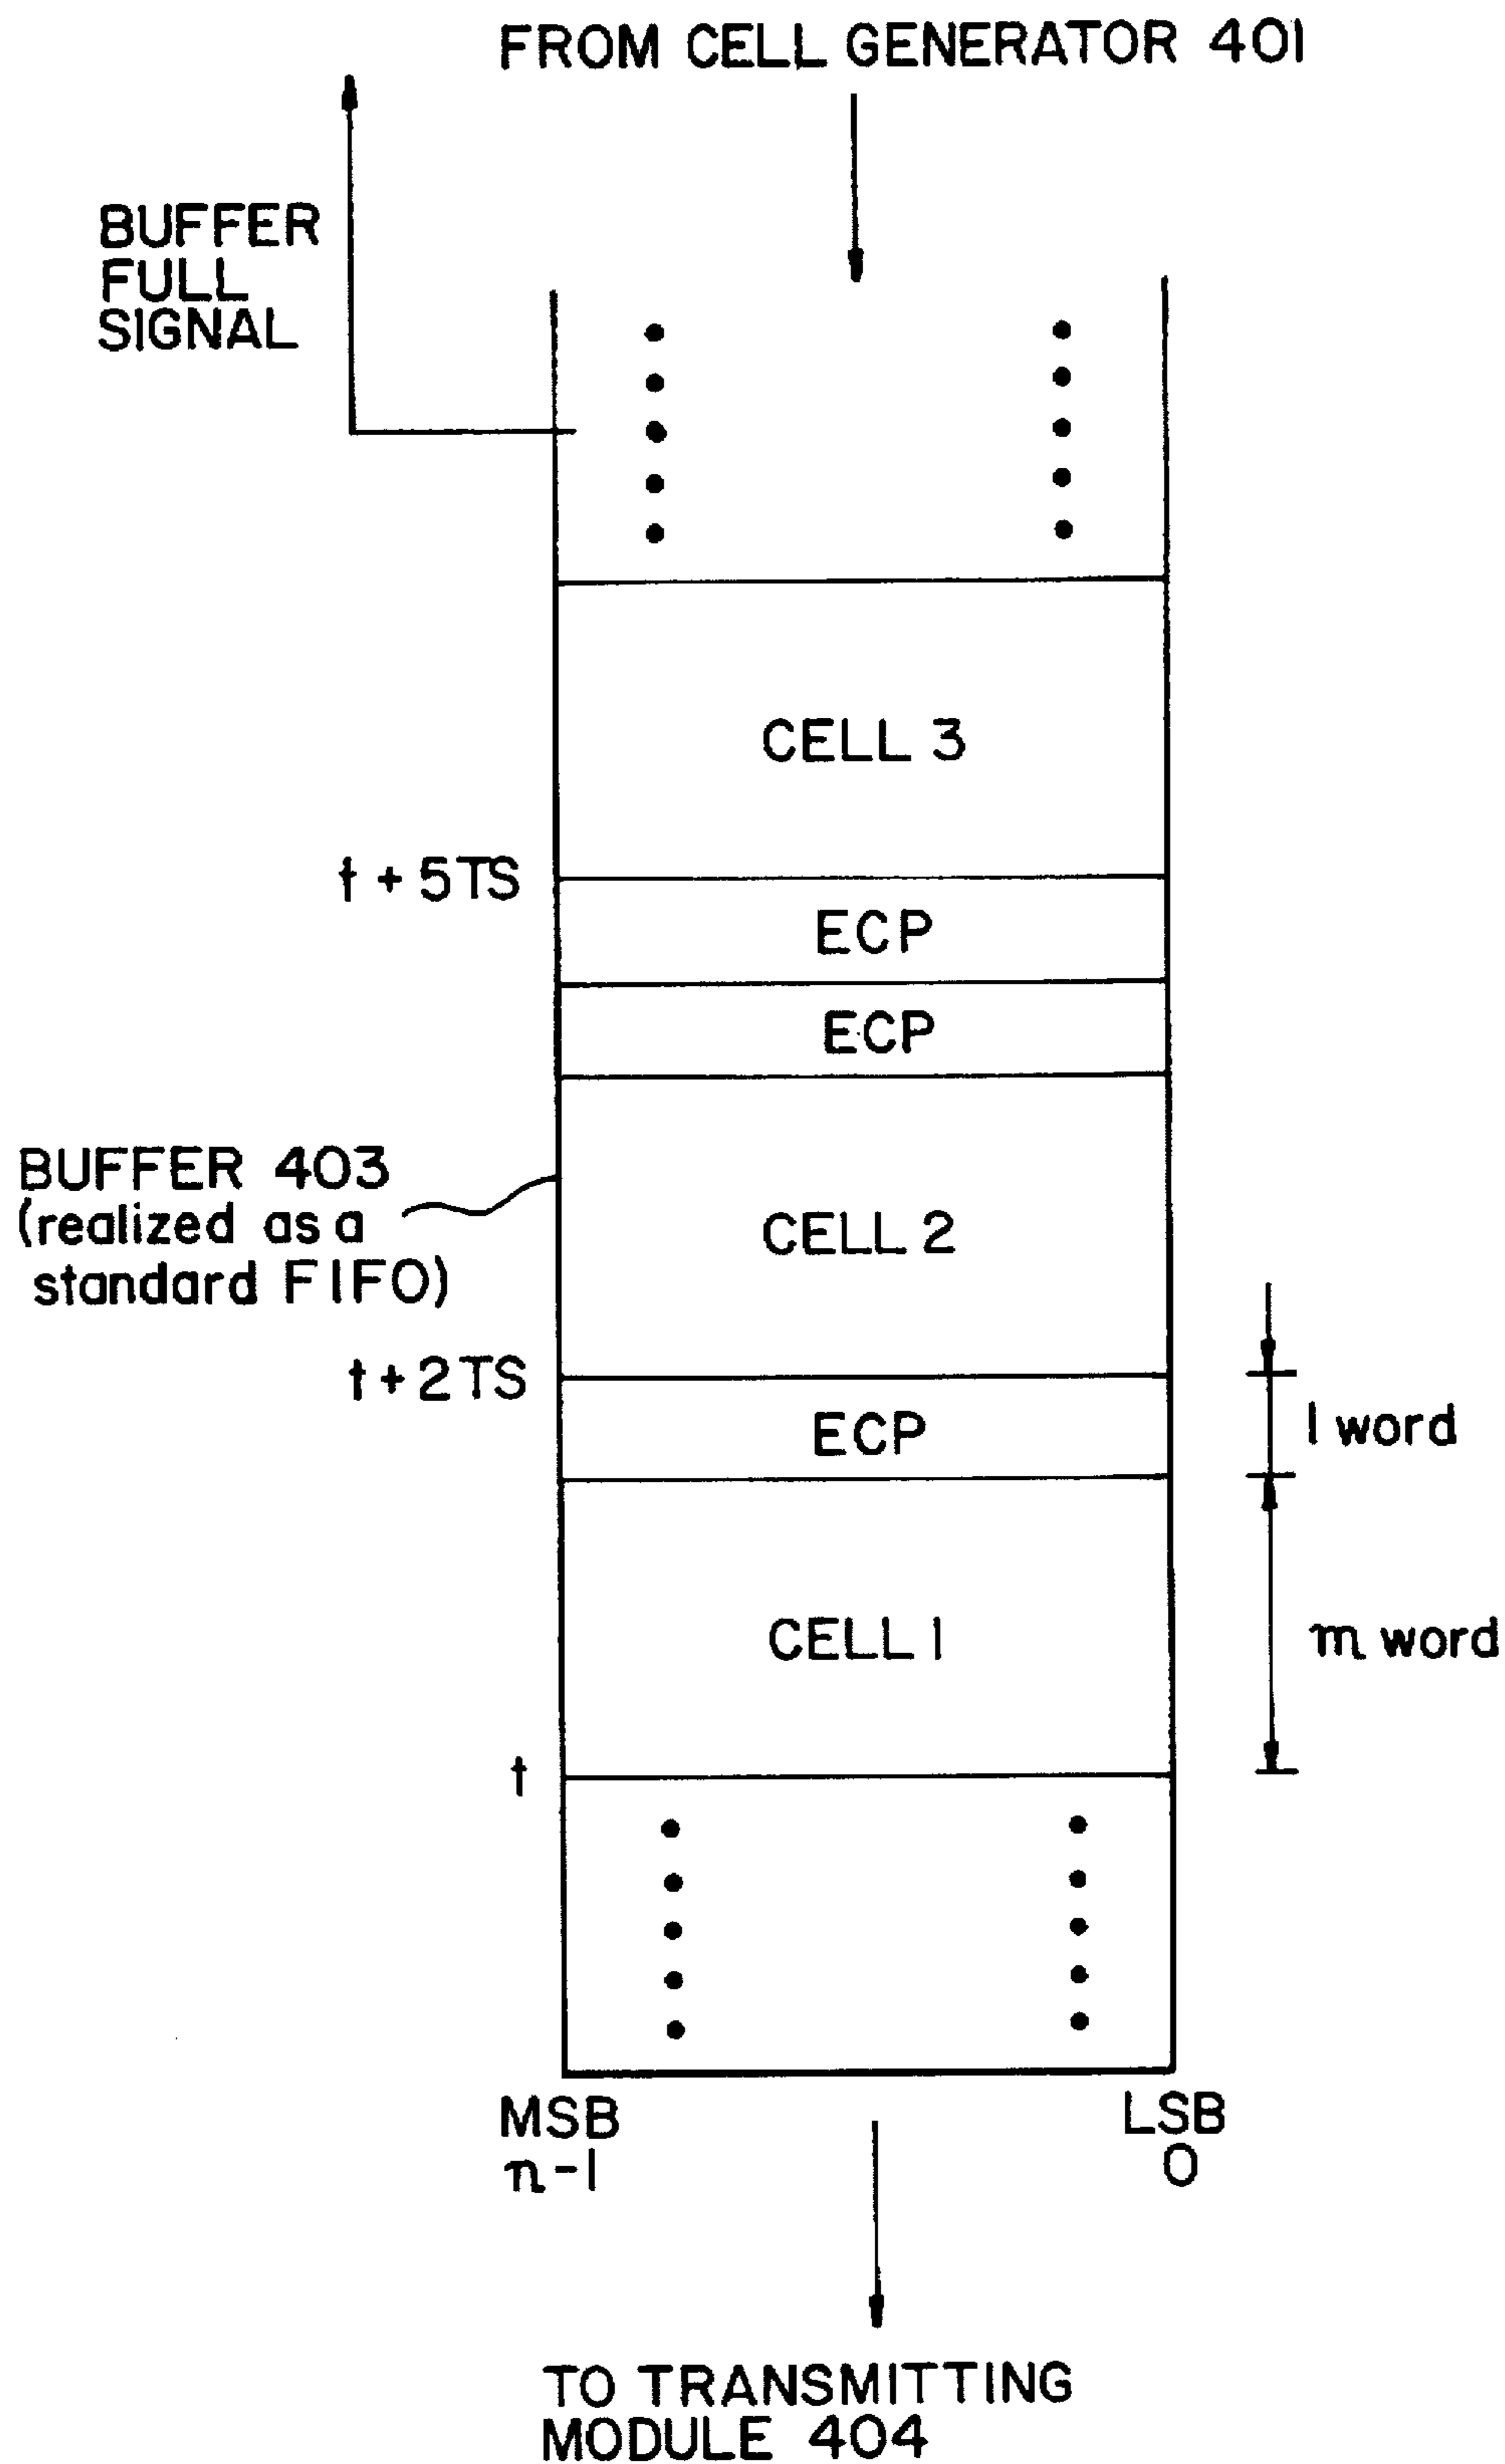 FROM CELL GENERATOR 401
BUFFER
FULL
SIGNAL
CELL 3
t + 5TS
ECP
ECP
BUFFER 403
(realized as a
standard FIFO)
CELL 2
t + 2TS
ECP
1 word
CELL 1
m word
t
MSB
n-1
LSB
0
TO TRANSMITTING
MODULE 404